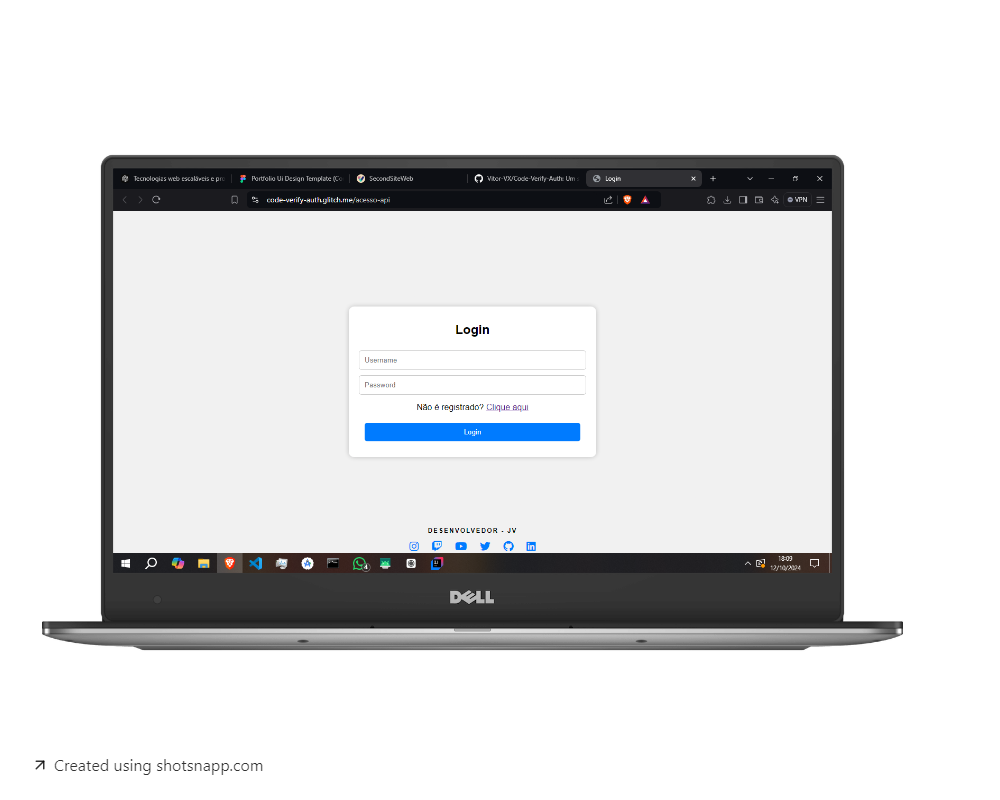 Tecnologias web escaláveis e pro
Portfolio Ui Design Template (Co
SecondSiteWeb
Vitor-VX/Code-Verify-Auth: Um
Login
code-verify-auth.glitch.me/acesso-api
VPN
Login
Username
Password
Não é registrado? Clique aqui
Login
DESENVOLVEDOR - JV
4
18:09
12/10/2024
DELL
Created using shotsnapp.com